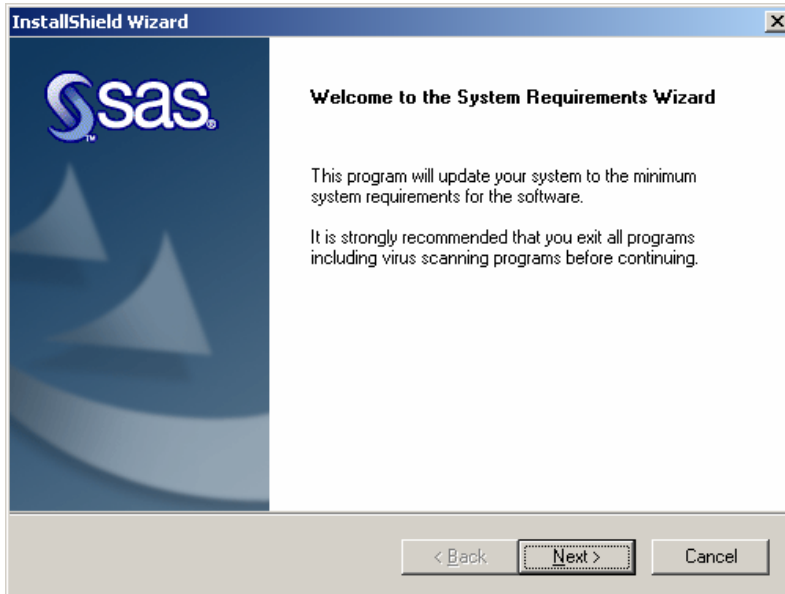 InstallShield Wizard
sas.
TM
Welcome to the System Requirements Wizard
This program will update your system to the minimum
system requirements for the software.
It is strongly recommended that you exit all programs
including virus scanning programs before continuing.
< Back
Next >
Cancel